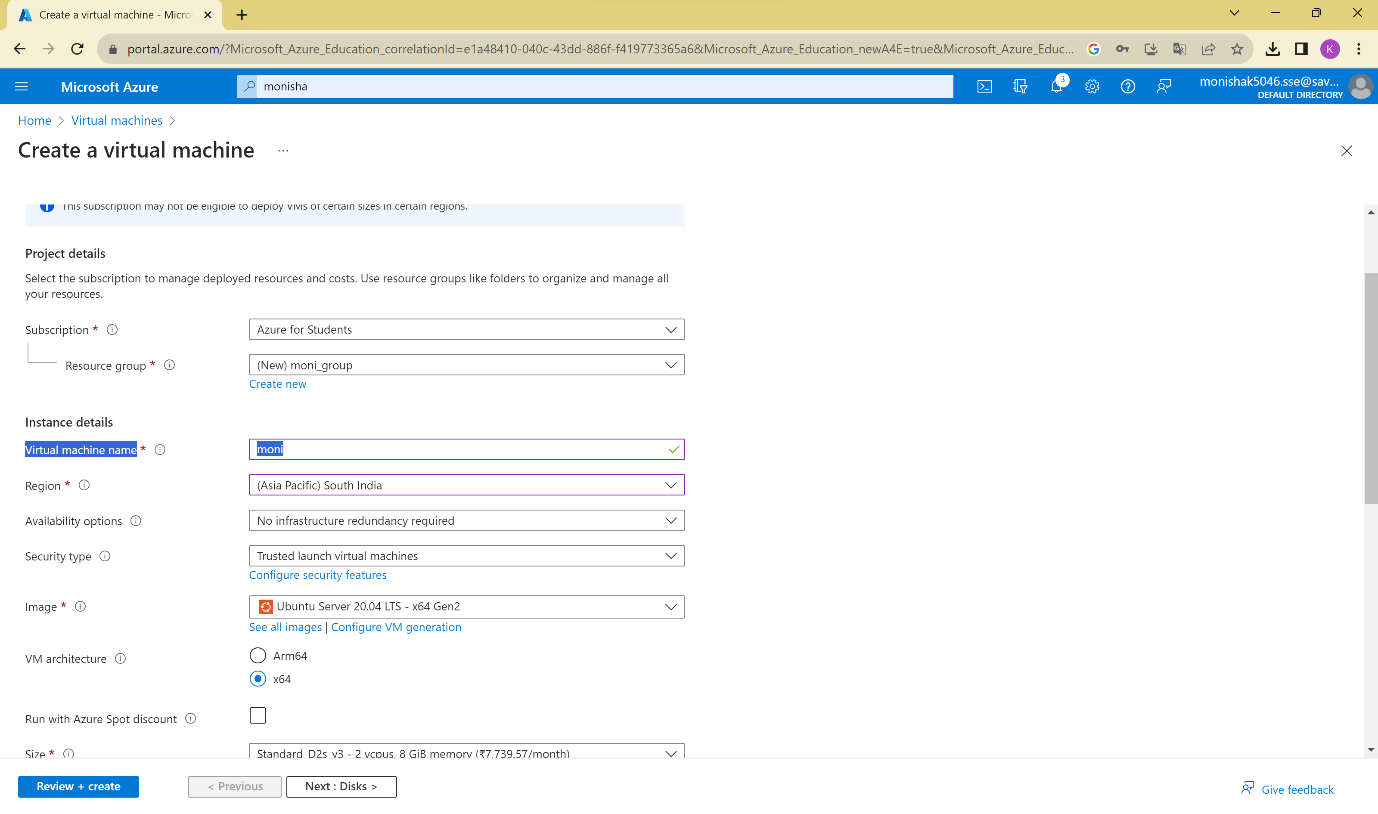 Create a virtual machine - Micro
portal.azure.com/?Microsoft_Azure_Education_correlationId=e1a48410-040c-43dd-886f-f419773365a6&Microsoft_Azure_Education_newA4E=true&Microsoft_Azure_Educ...
K
Microsoft Azure
monisha
3
monishak5046.sse@sav...
DEFAULT DIRECTORY
Home > Virtual machines >
Create a virtual machine ...
This subscription may not be eligible to deploy VMs of certain sizes in certain regions.
Project details
Select the subscription to manage deployed resources and costs. Use resource groups like folders to organize and manage all
your resources.
Subscription *
Azure for Students
Resource group *
(New) moni_group
Create new
Instance details
Virtual machine name *
moni
Region *
(Asia Pacific) South India
Availability options
No infrastructure redundancy required
Security type
Trusted launch virtual machines
Configure security features
Image *
Ubuntu Server 20.04 LTS - x64 Gen2
See all images | Configure VM generation
VM architecture
Arm64
x64
Run with Azure Spot discount
Size *
Standard_D2s_v3 - 2 vcpus, 8 GiB memory (₹7,739.57/month)
Review + create
< Previous
Next : Disks >
Give feedback